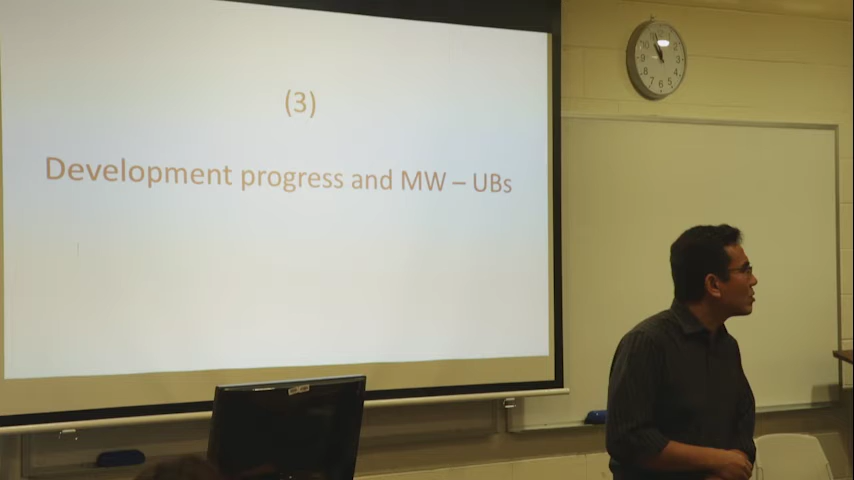 (3)
Development progress and MW – UBs